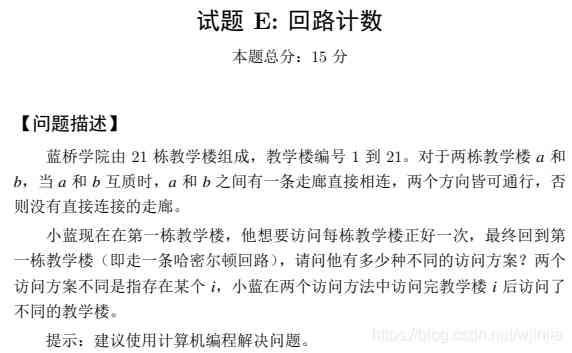 试题 E: 回路计数
本题总分：15 分
【问题描述】
蓝桥学院由 21 栋教学楼组成，教学楼编号 1 到 21。对于两栋教学楼 a 和
b，当 a 和 b 互质时，a 和 b 之间有一条走廊直接相连，两个方向皆可通行，否
则没有直接连接的走廊。
小蓝现在在第一栋教学楼，他想要访问每栋教学楼正好一次，最终回到第
一栋教学楼（即走一条哈密尔顿回路），请问他有多少种不同的访问方案？两个
访问方案不同是指存在某个 i，小蓝在两个访问方法中访问完教学楼 i 后访问了
不同的教学楼。
提示：建议使用计算机编程解决问题。
https://blog.csdn.net/wjinjie